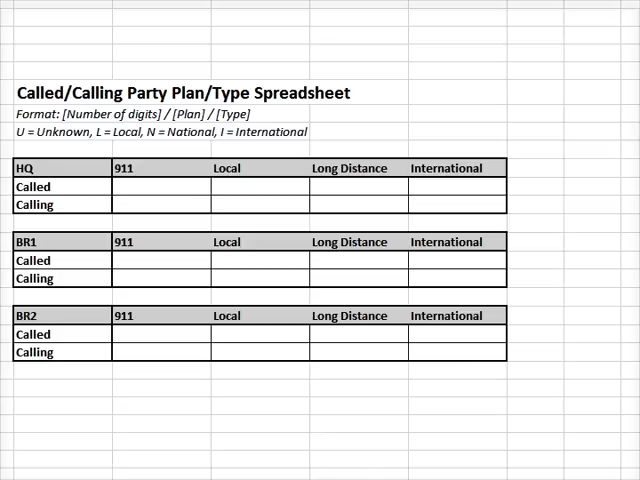 Called/Calling Party Plan/Type Spreadsheet
Format: [Number of digits] / [Plan] / [Type]
U = Unknown, L = Local, N = National, I = International
HQ 911 Local Long Distance International
Called
Calling
BR1 911 Local Long Distance International
Called
Calling
BR2 911 Local Long Distance International
Called
Calling